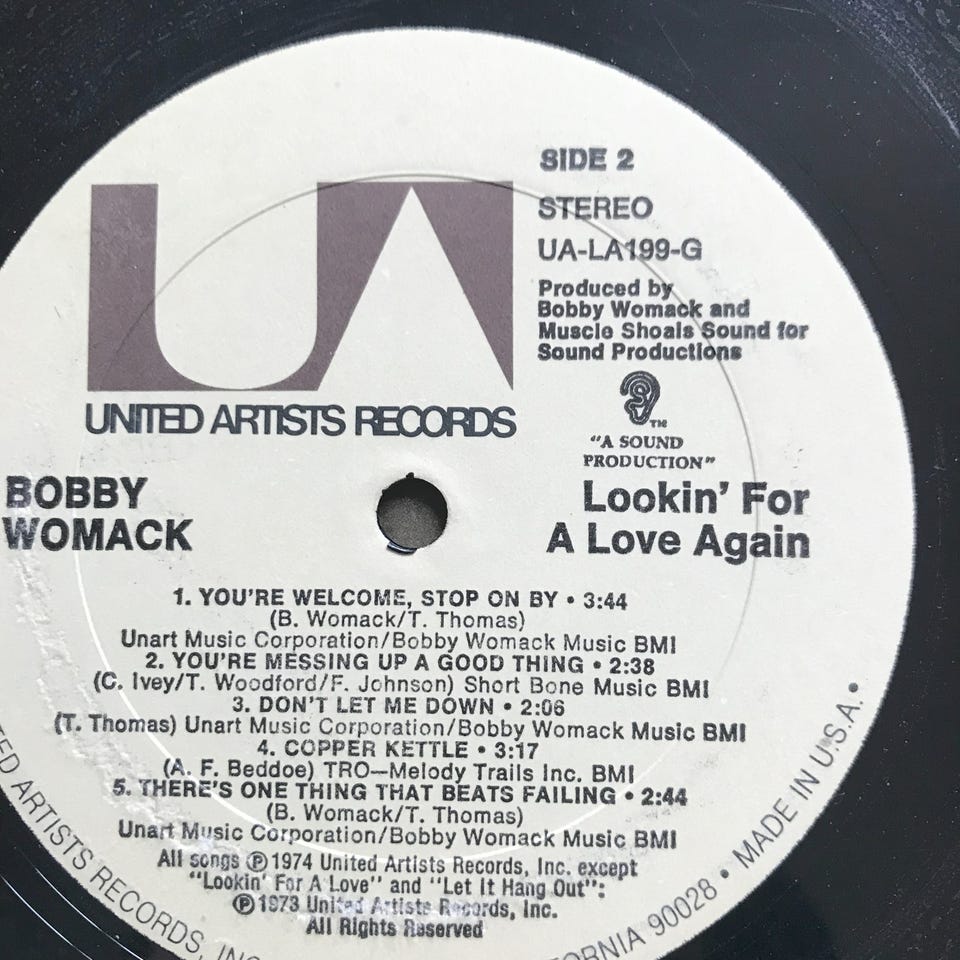 SIDE 2
STEREO
UA-LA199-G
Produced by
Bobby Womack and
Muscle Shoals Sound for
Sound Productions
UA
UNITED ARTISTS RECORDS
TM
"A SOUND
PRODUCTION"
BOBBY
WOMACK
Lookin' For
A Love Again
1. YOU'RE WELCOME, STOP ON BY • 3:44
(B. Womack/T. Thomas)
Unart Music Corporation/Bobby Womack Music BMI
2. YOU'RE MESSING UP A GOOD THING • 2:38
(C. Ivey/T. Woodford/F. Johnson) Short Bone Music BMI
3. DON'T LET ME DOWN • 2:06
(T. Thomas) Unart Music Corporation/Bobby Womack Music BMI
4. COPPER KETTLE • 3:17
(A. F. Beddoe) TRO—Melody Trails Inc. BMI
5. THERE'S ONE THING THAT BEATS FAILING • 2:44
(B. Womack/T. Thomas)
Unart Music Corporation/Bobby Womack Music BMI
All songs Ⓟ 1974 United Artists Records, Inc. except
"Lookin' For A Love" and "Let It Hang Out":
Ⓟ 1973 United Artists Records, Inc.
All Rights Reserved
TED ARTISTS RECORDS, INC
ORNIA 90028 • MADE IN U.S.A. •